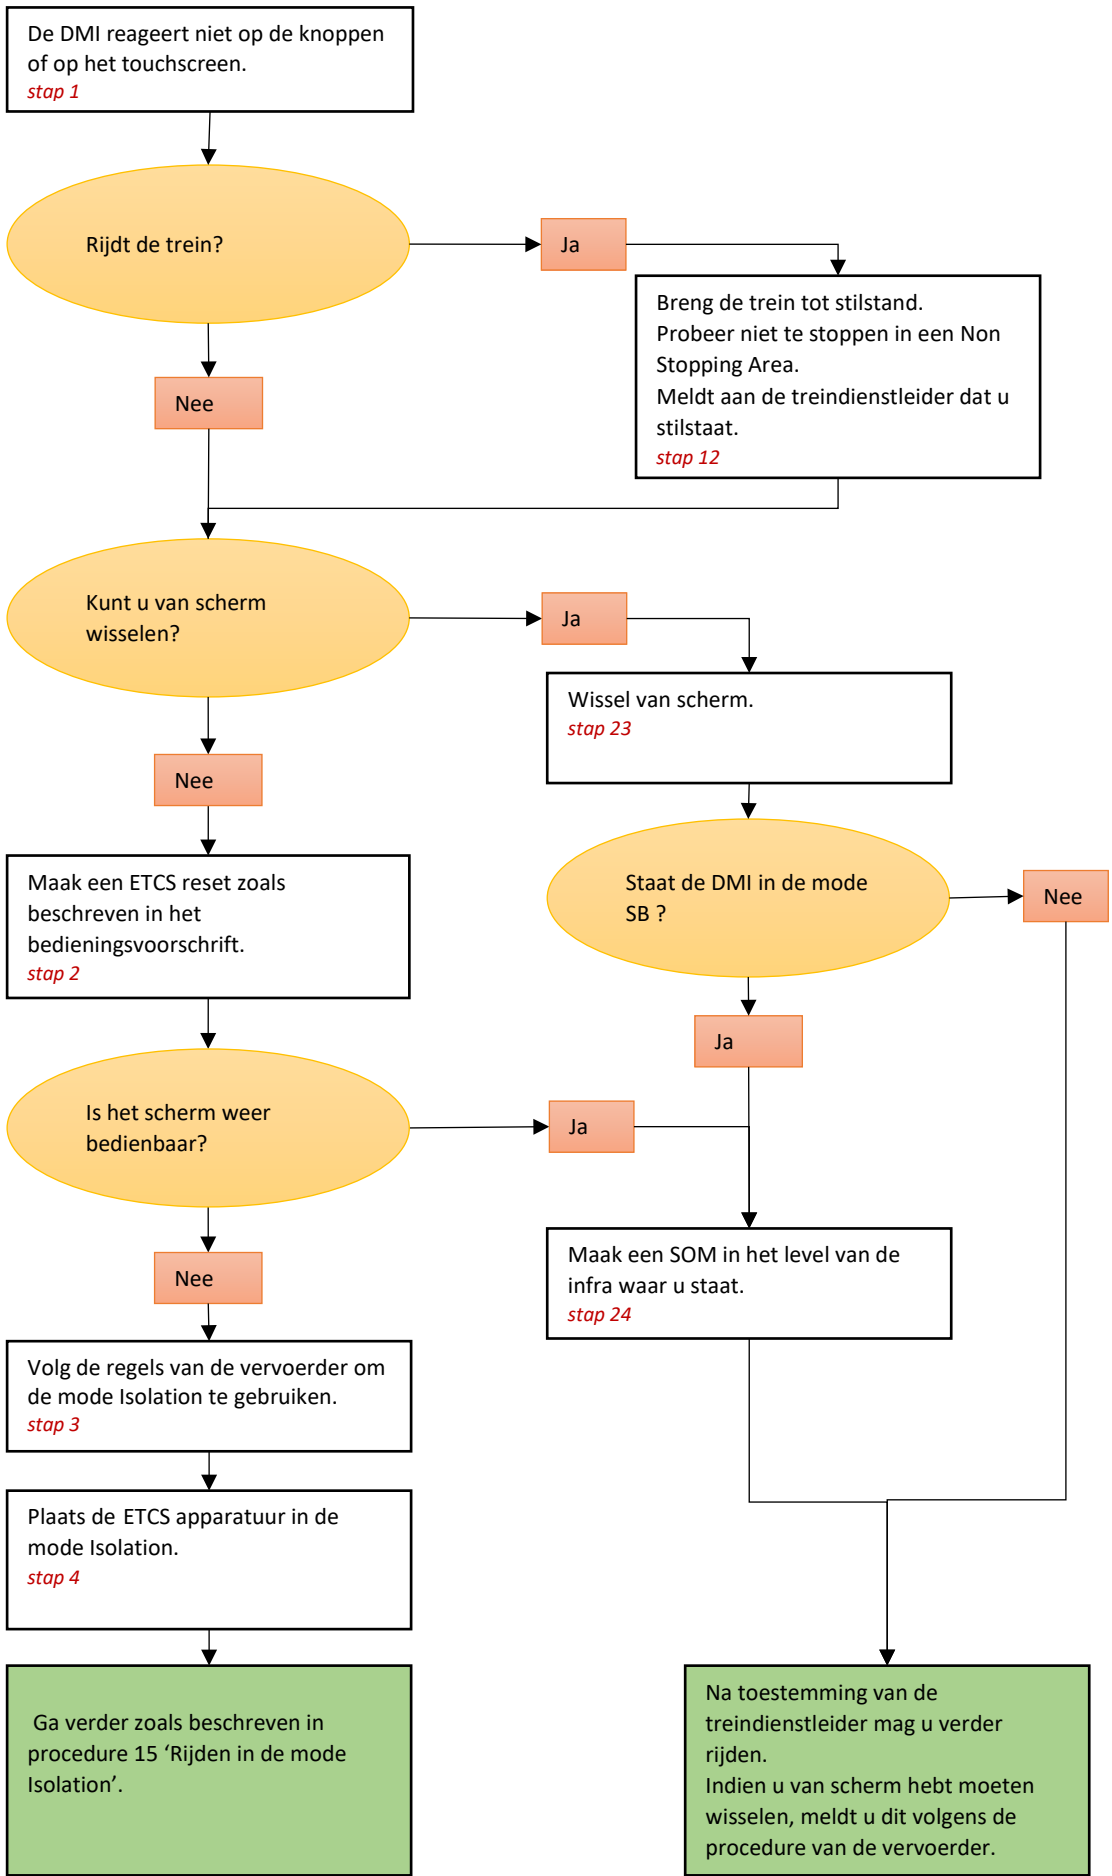 De DMI reageert niet op de knoppen
of op het touchscreen.
stap 1
Rijdt de trein?
Ja
Breng de trein tot stilstand.
Probeer niet te stoppen in een Non
Stopping Area.
Meldt aan de treindienstleider dat u
stilstaat.
stap 12
Nee
Kunt u van scherm
wisselen?
Ja
Wissel van scherm.
stap 23
Nee
Maak een ETCS reset zoals
beschreven in het
bedieningsvoorschrift.
stap 2
Staat de DMI in de mode
SB ?
Nee
Ja
Is het scherm weer
bedienbaar?
Ja
Maak een SOM in het level van de
infra waar u staat.
stap 24
Nee
Volg de regels van de vervoerder om
de mode Isolation te gebruiken.
stap 3
Plaats de ETCS apparatuur in de
mode Isolation.
stap 4
Ga verder zoals beschreven in
procedure 15 ‘Rijden in de mode
Isolation’.
Na toestemming van de
treindienstleider mag u verder
rijden.
Indien u van scherm hebt moeten
wisselen, meldt u dit volgens de
procedure van de vervoerder.